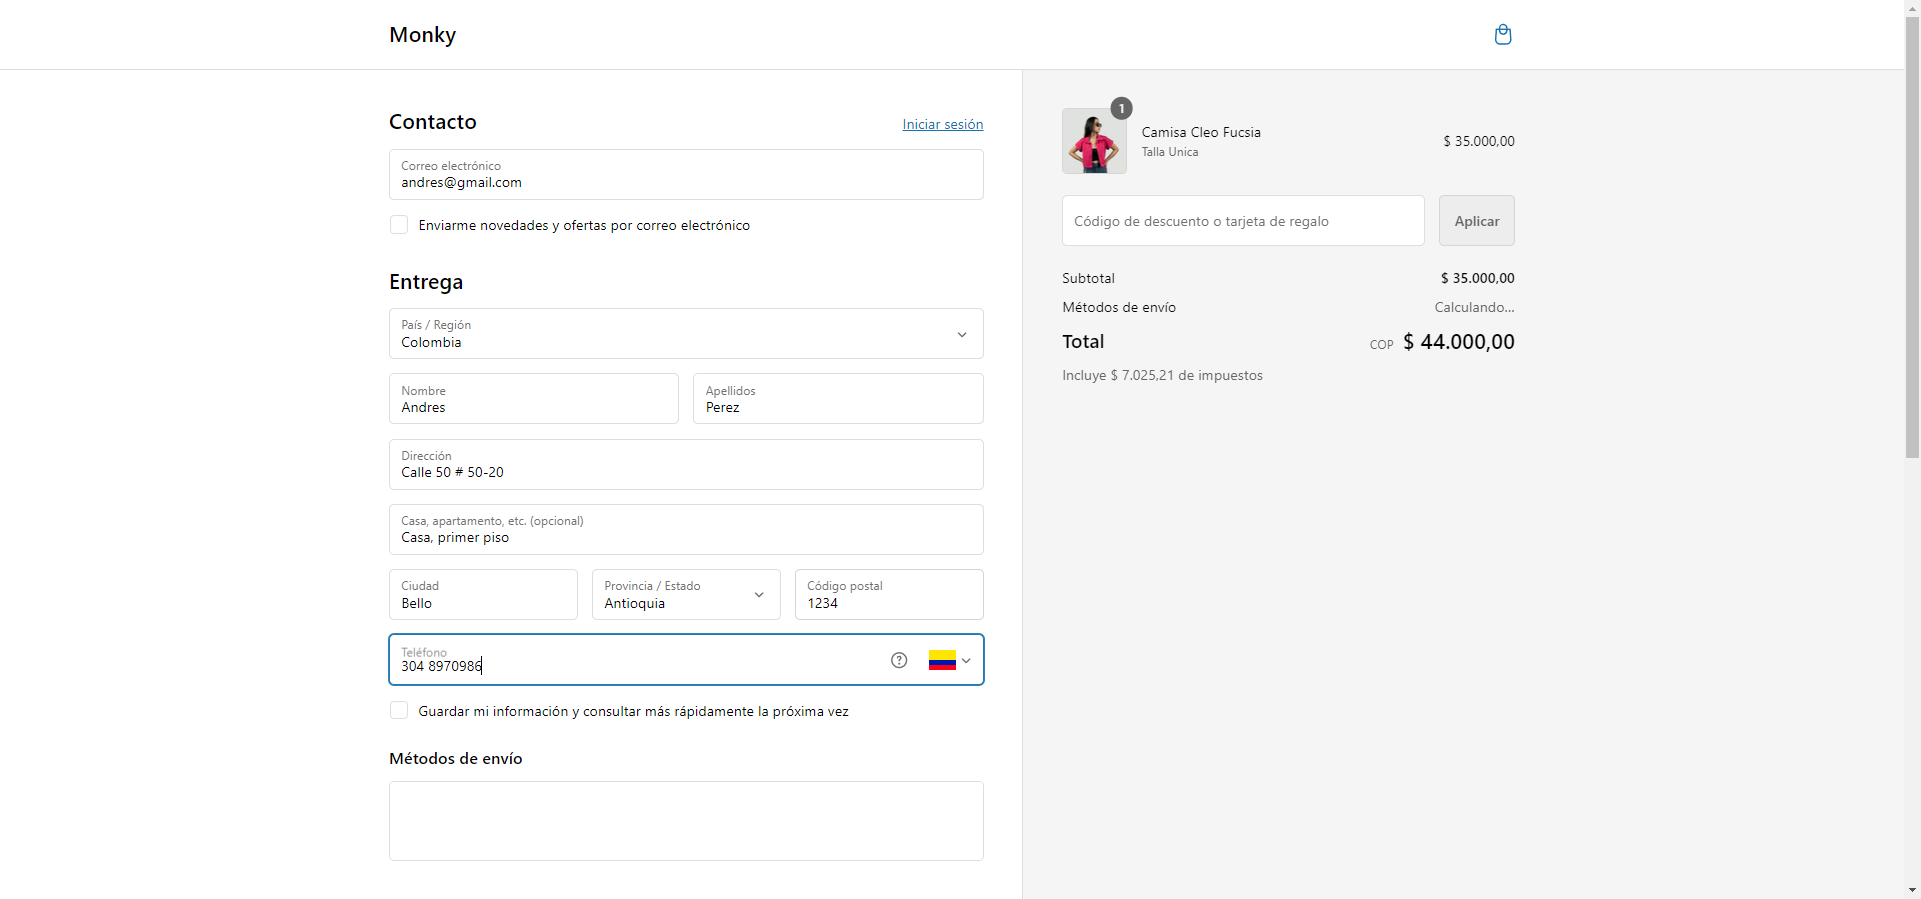 Monky
Contacto
Iniciar sesión
Correo electrónico
andres@gmail.com
Enviarme novedades y ofertas por correo electrónico
Entrega
País / Región
Colombia
Nombre
Andres
Apellidos
Perez
Dirección
Calle 50 # 50-20
Casa, apartamento, etc. (opcional)
Casa, primer piso
Ciudad
Bello
Provincia / Estado
Antioquia
Código postal
1234
Teléfono
304 8970986
Guardar mi información y consultar más rápidamente la próxima vez
Métodos de envío
1
Camisa Cleo Fucsia
Talla Unica
$ 35.000,00
Código de descuento o tarjeta de regalo
Aplicar
Subtotal $ 35.000,00
Métodos de envío Calculando...
Total COP $ 44.000,00
Incluye $ 7.025,21 de impuestos